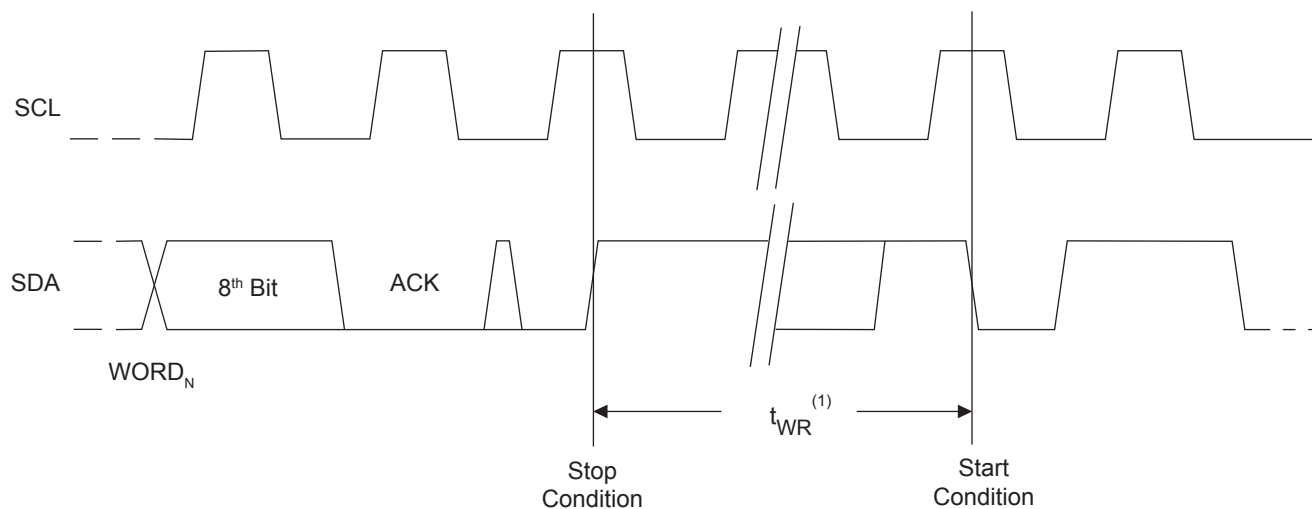 SCL
SDA
8th Bit
ACK
WORDN
tWR(1)
Stop
Condition
Start
Condition